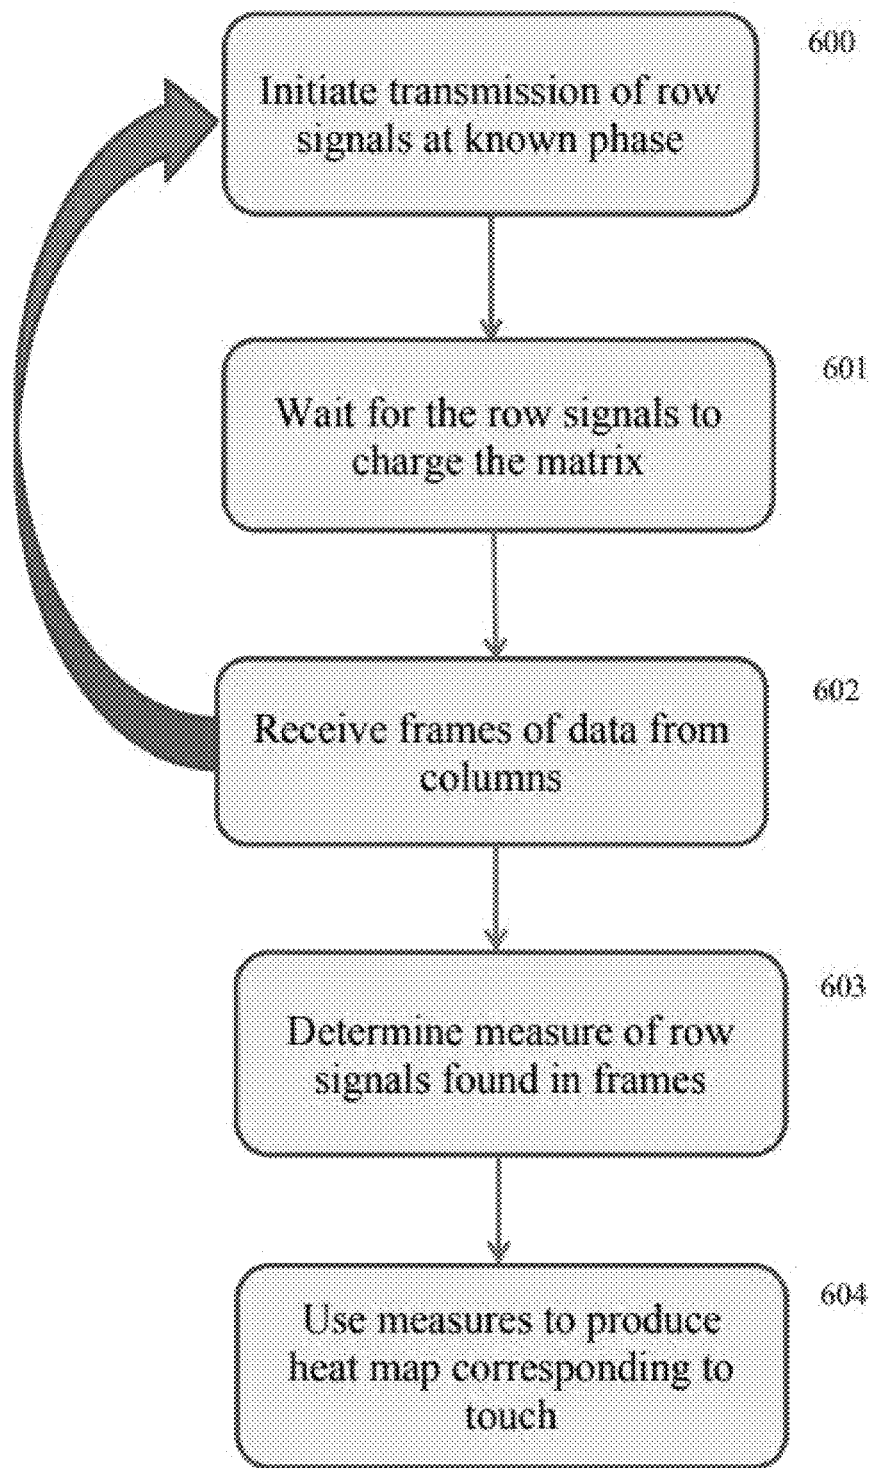 600
Initiate transmission of row
signals at known phase
601
Wait for the row signals to
charge the matrix
602
Receive frames of data from
columns
603
Determine measure of row
signals found in frames
604
Use measures to produce
heat map corresponding to
touch